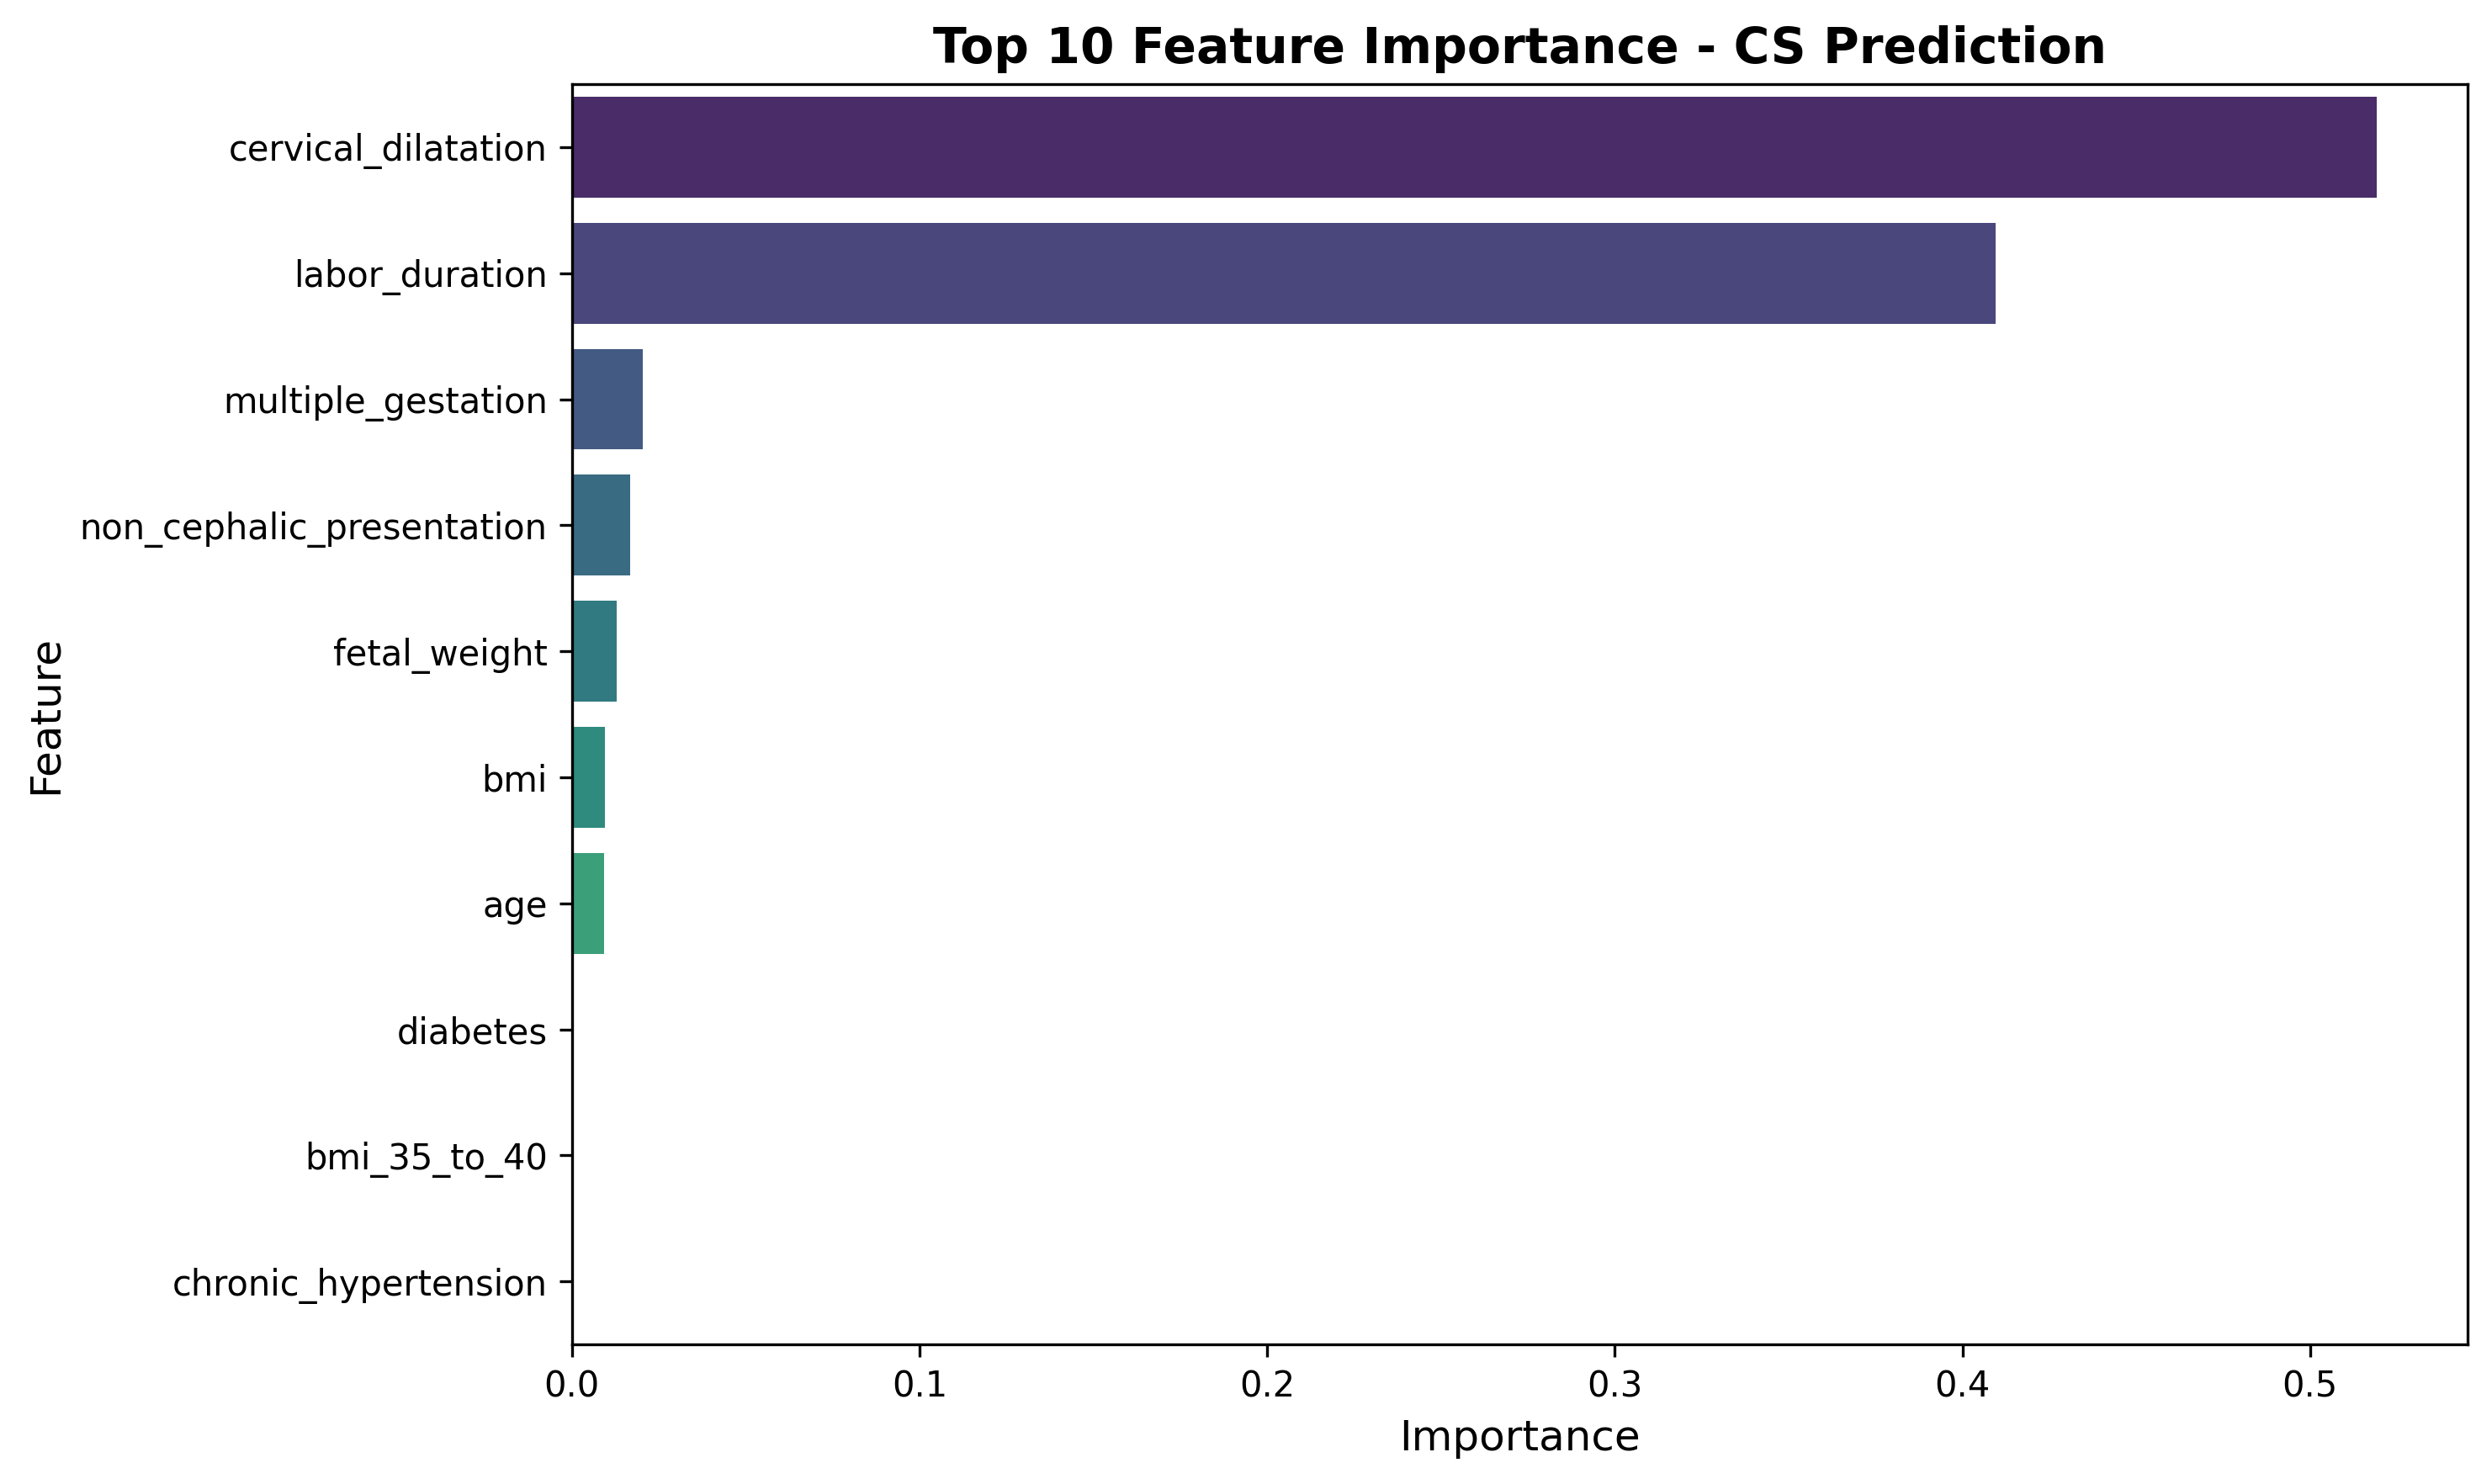 Top 10 Feature Importance - CS Prediction
cervical_dilatation
labor_duration
multiple_gestation
non_cephalic_presentation
fetal_weight
bmi
age
diabetes
bmi_35_to_40
chronic_hypertension
Feature
0.0 0.1 0.2 0.3 0.4 0.5
Importance